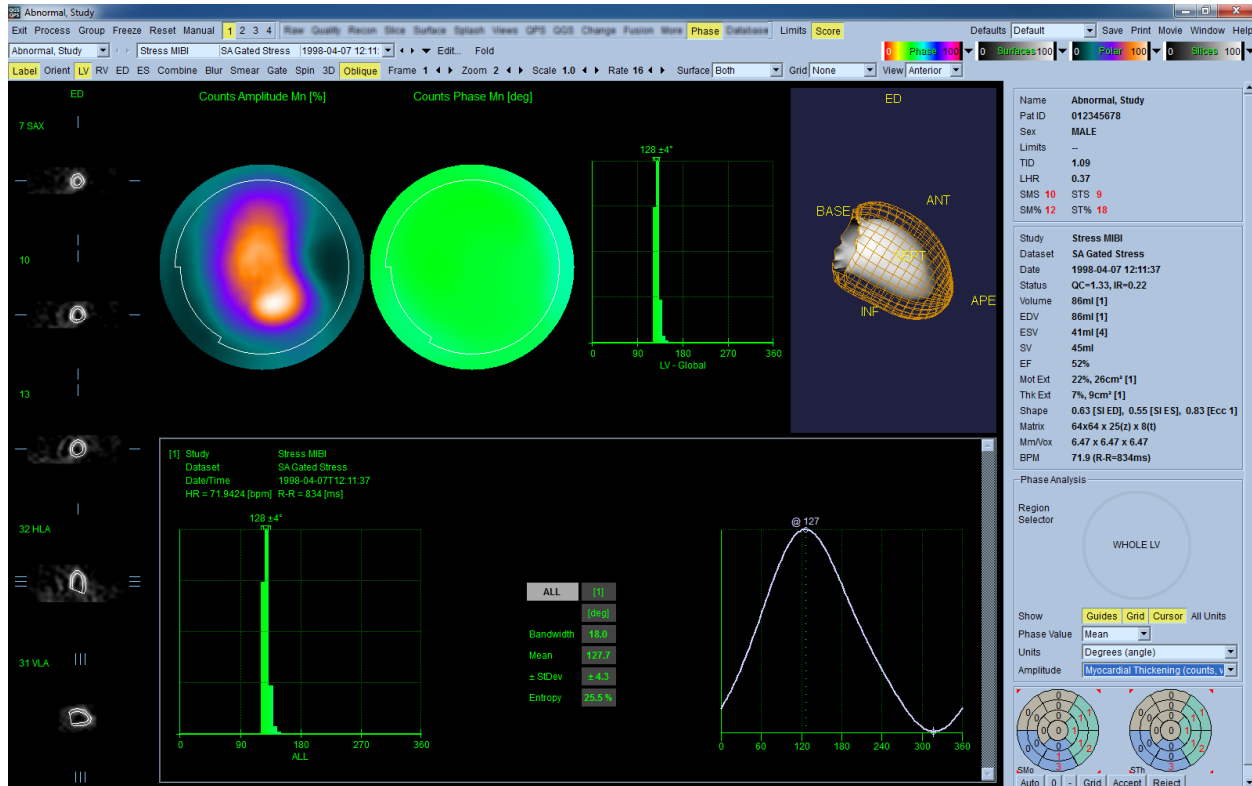 Abnormal, Study
Exit Process Group Freeze Reset Manual 1 2 3 4 Raw Quality Recon Slice Surface Splash Views QPS QGS Change Fusion More Phase Database Limits Score Defaults Default Save Print Movie Window Help
Abnormal, Study Stress MIBI SA Gated Stress 1998-04-07 12:11: Edit... Fold 0 Phase 100 0 Surfaces 100 0 Polar 100 0 Slices 100
Label Orient LV RV ED ES Combine Blur Smear Gate Spin 3D Oblique Frame 1 Zoom 2 Scale 1.0 Rate 16 Surface Both Grid None View Anterior
ED
7 SAX
10
13
32 HLA
31 VLA
Counts Amplitude Mn [%]
Counts Phase Mn [deg]
128 ±4°
0 90 180 270 360
LV - Global
ED
BASE
ANT
SEPT
INF
APE
[1] Study Stress MIBI
Dataset SA Gated Stress
Date/Time 1998-04-07T12:11:37
HR = 71.9424 [bpm] R-R = 834 [ms]
128 ±4°
0 90 180 270 360
ALL
ALL [1]
[deg]
Bandwidth 18.0
Mean 127.7
± StDev ± 4.3
Entropy 25.5 %
@ 127
0 60 120 180 240 300 360
Name Abnormal, Study
Pat ID 012345678
Sex MALE
Limits --
TID 1.09
LHR 0.37
SMS 10 STS 9
SM% 12 ST% 18
Study Stress MIBI
Dataset SA Gated Stress
Date 1998-04-07 12:11:37
Status QC=1.33, IR=0.22
Volume 86ml [1]
EDV 86ml [1]
ESV 41ml [4]
SV 45ml
EF 52%
Mot Ext 22%, 26cm² [1]
Thk Ext 7%, 9cm² [1]
Shape 0.63 [SI ED], 0.55 [SI ES], 0.83 [Ecc 1]
Matrix 64x64 x 25(z) x 8(t)
Mm/Vox 6.47 x 6.47 x 6.47
BPM 71.9 (R-R=834ms)
Phase Analysis
Region
Selector
WHOLE LV
Show Guides Grid Cursor All Units
Phase Value Mean
Units Degrees (angle)
Amplitude Myocardial Thickening (counts, v
SMo
STh
Auto 0 - Grid Accept Reject